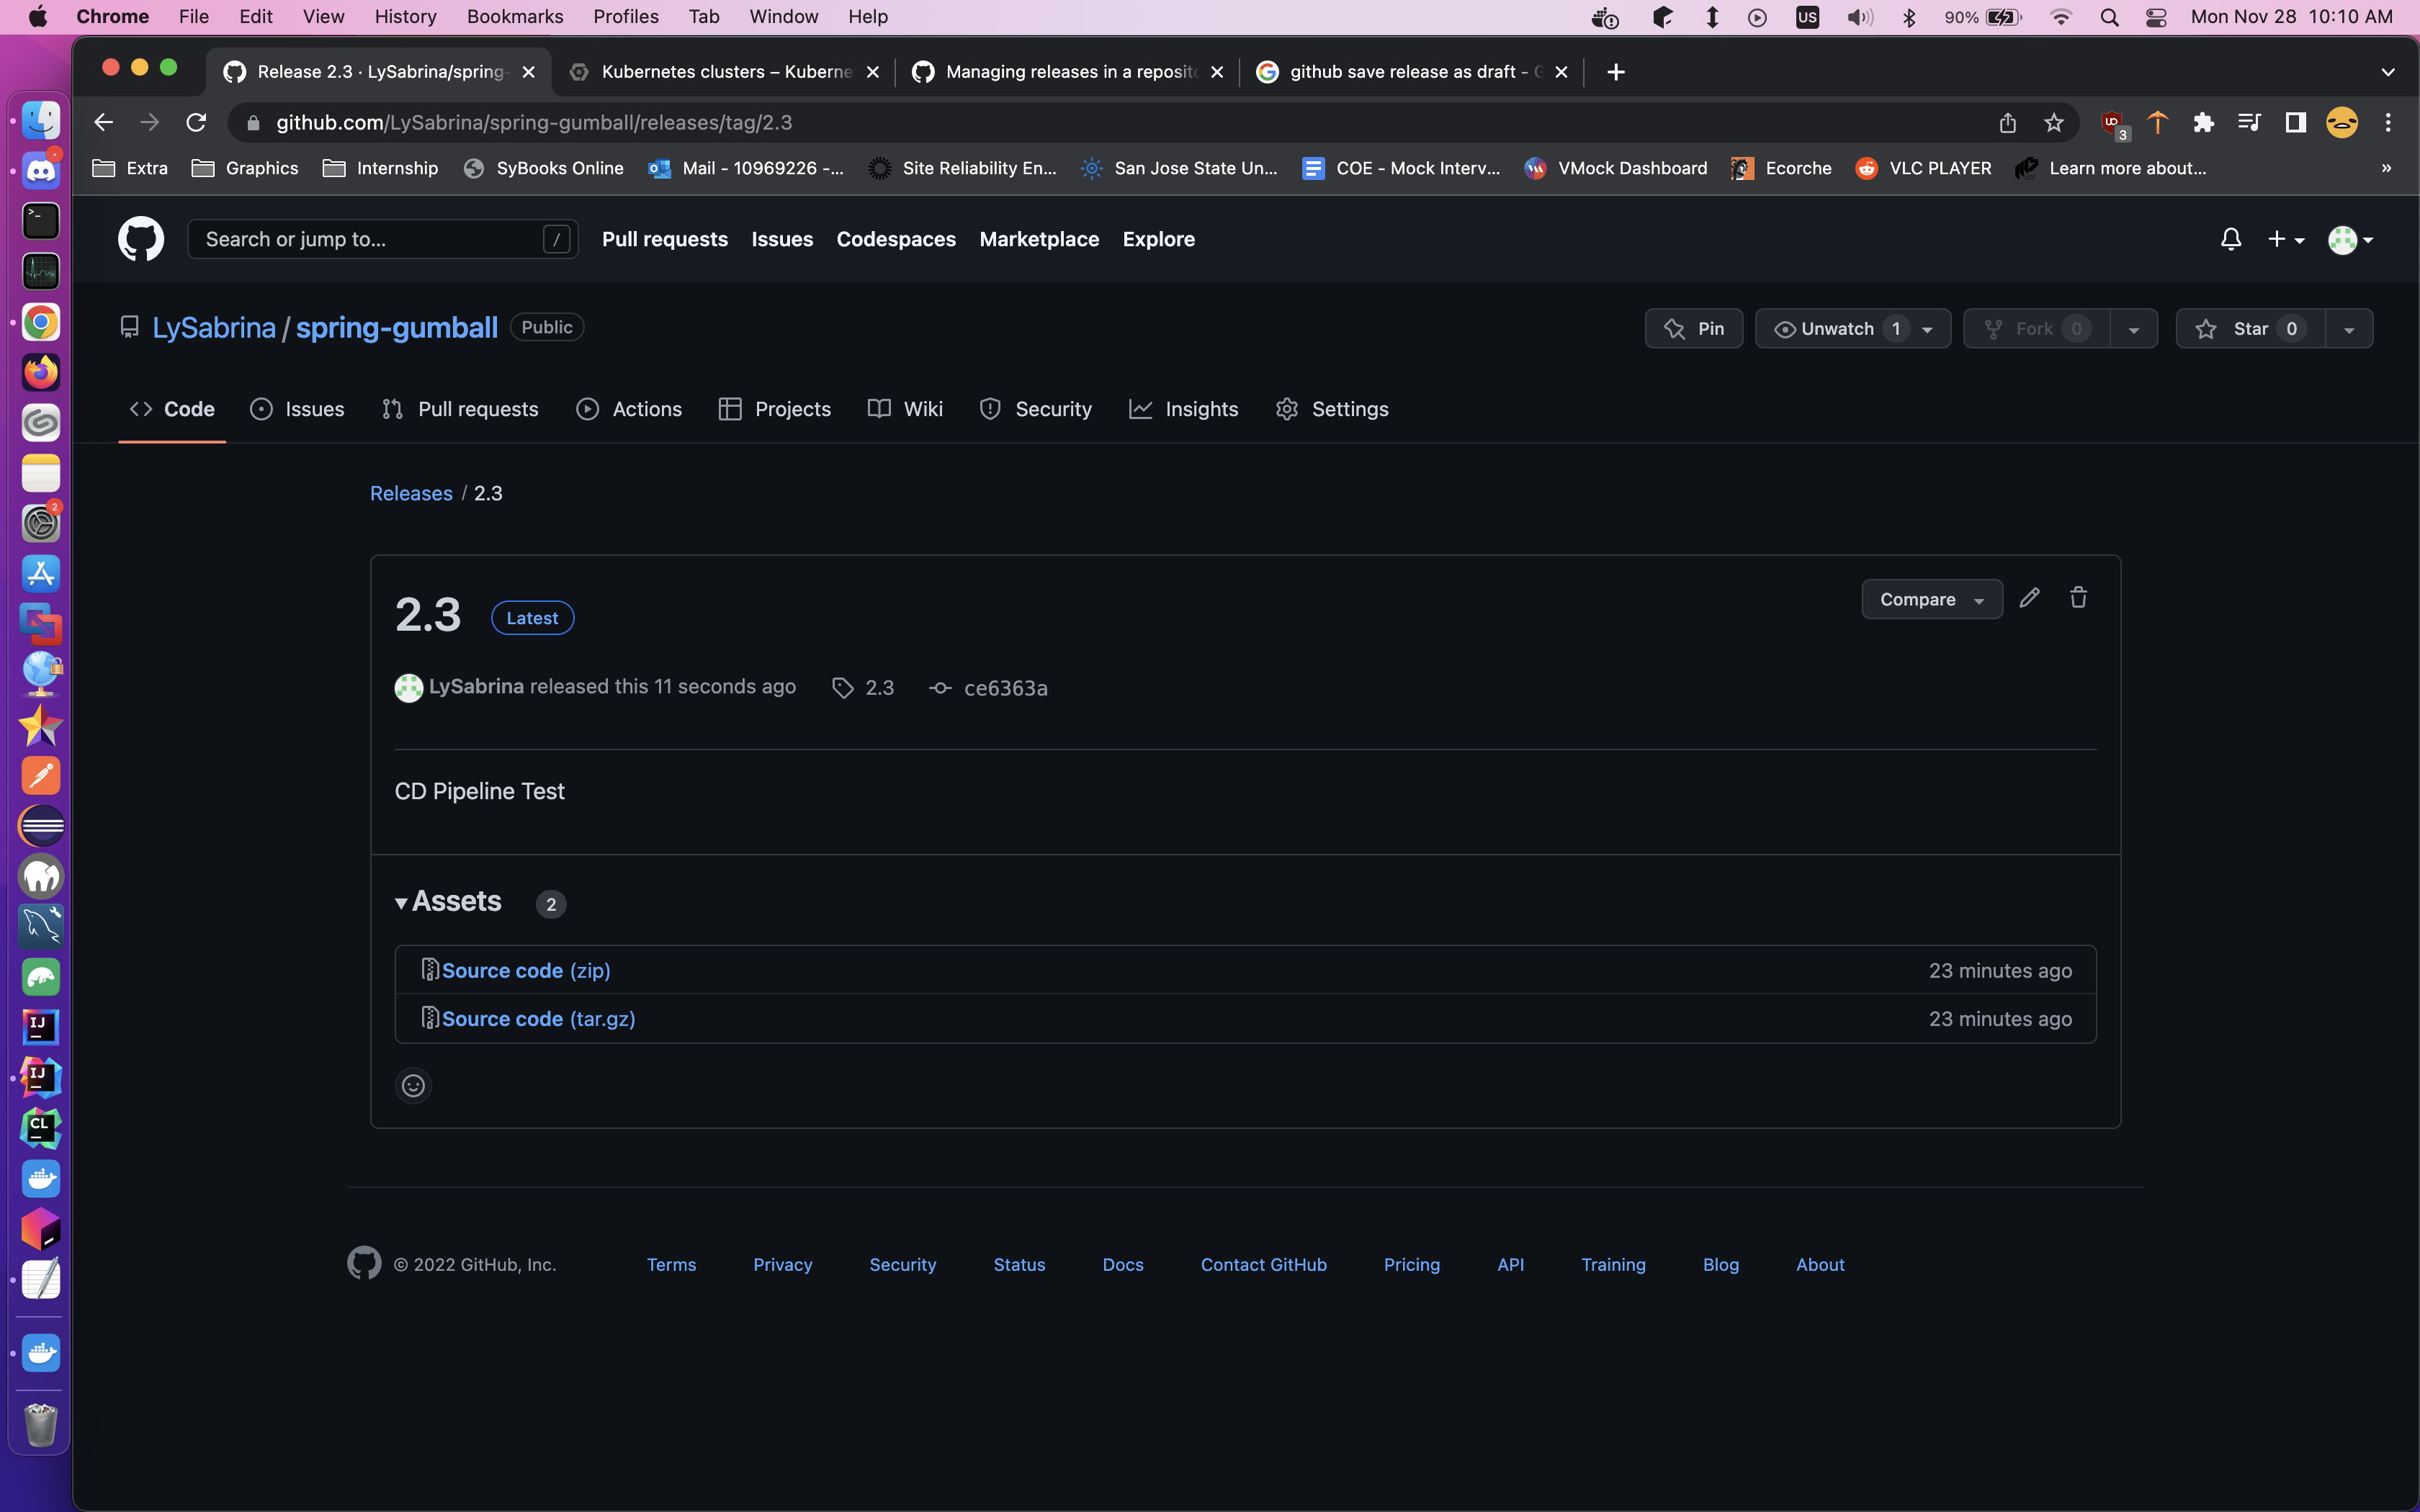 Chrome File Edit View History Bookmarks Profiles Tab Window Help US 90% Mon Nov 28 10:10 AM
Release 2.3 · LySabrina/spring- Kubernetes clusters – Kuberne Managing releases in a reposito github save release as draft - G
github.com/LySabrina/spring-gumball/releases/tag/2.3 3
Extra Graphics Internship SyBooks Online Mail - 10969226 -... Site Reliability En... San Jose State Un... COE - Mock Interv... VMock Dashboard Ecorche VLC PLAYER Learn more about... »
Search or jump to... / Pull requests Issues Codespaces Marketplace Explore
LySabrina / spring-gumball Public Pin Unwatch 1 Fork 0 Star 0
Code Issues Pull requests Actions Projects Wiki Security Insights Settings
Releases / 2.3
2.3 Latest Compare
LySabrina released this 11 seconds ago 2.3 ce6363a
CD Pipeline Test
Assets 2
Source code (zip) 23 minutes ago
Source code (tar.gz) 23 minutes ago
© 2022 GitHub, Inc. Terms Privacy Security Status Docs Contact GitHub Pricing API Training Blog About
2
IJ
IJ
CL